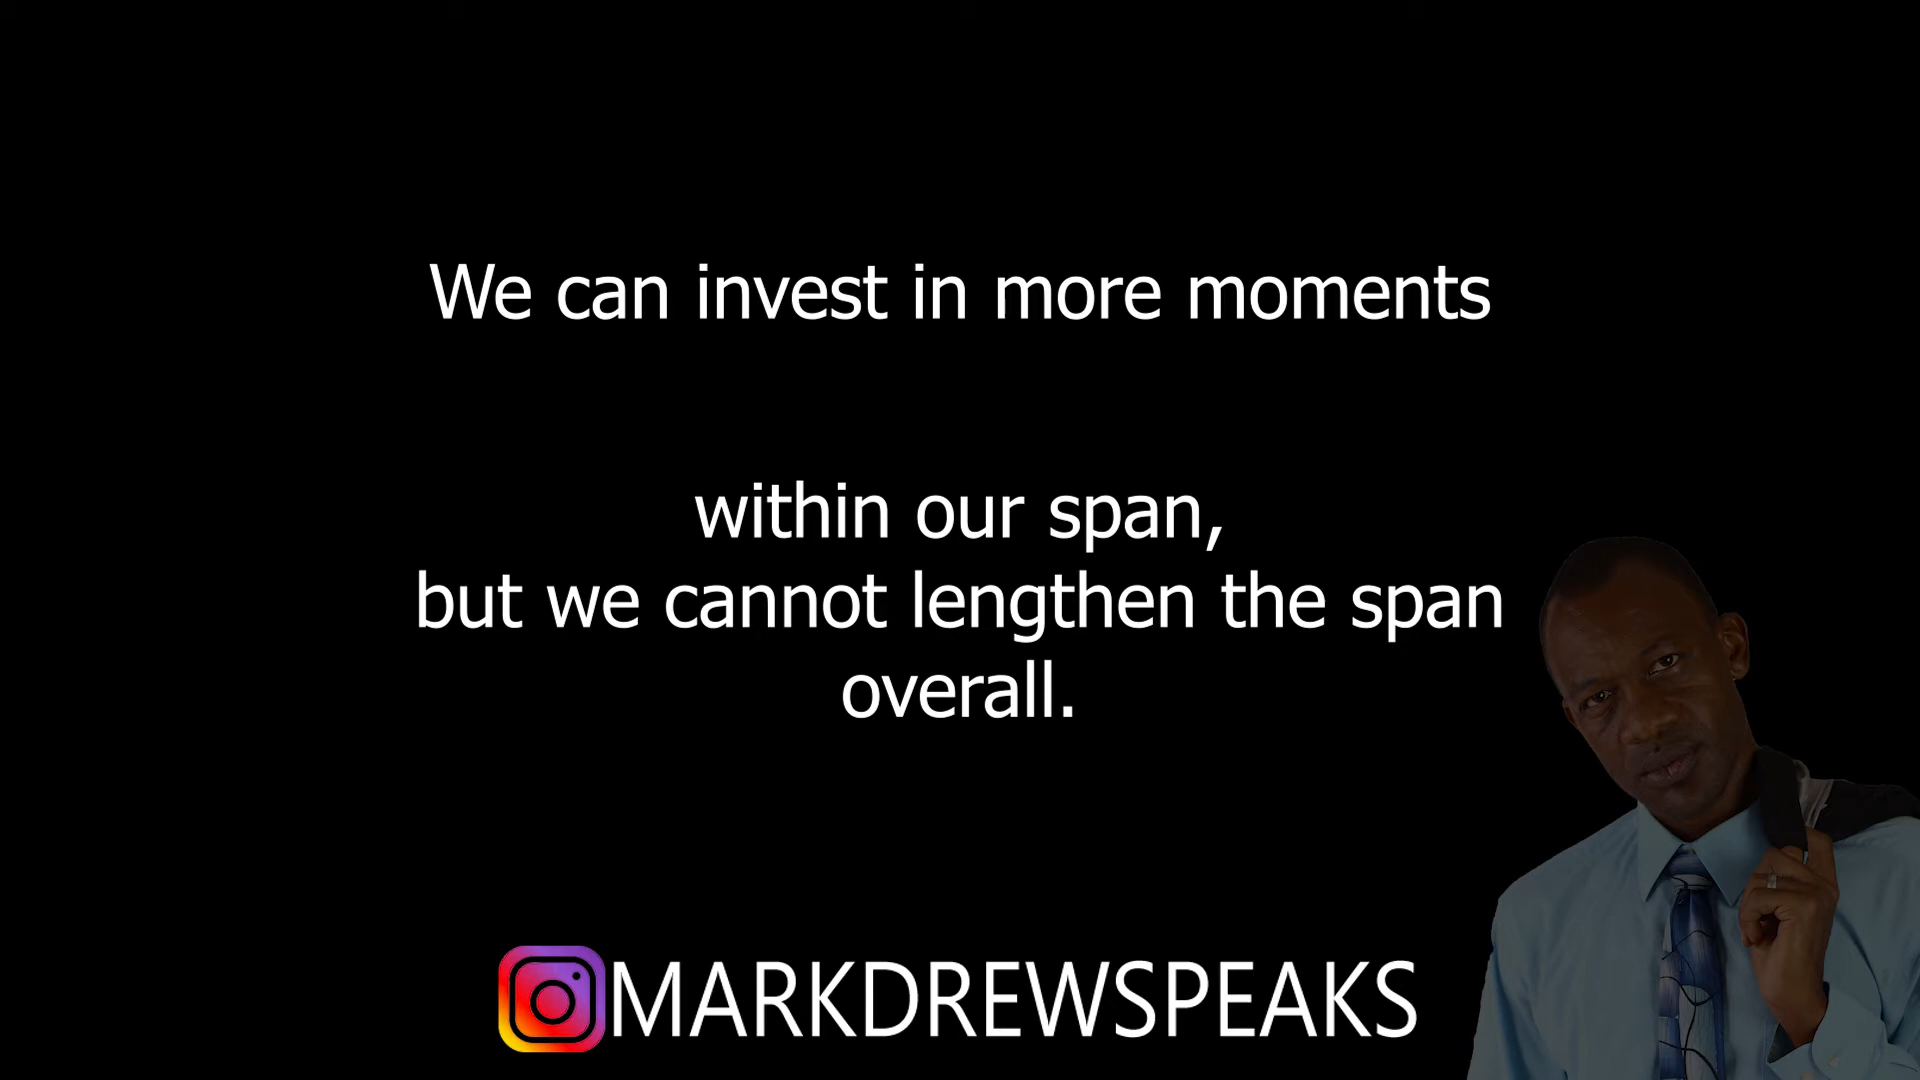 We can invest in more moments
within our span,
but we cannot lengthen the span
overall.
MARKDREWSPEAKS